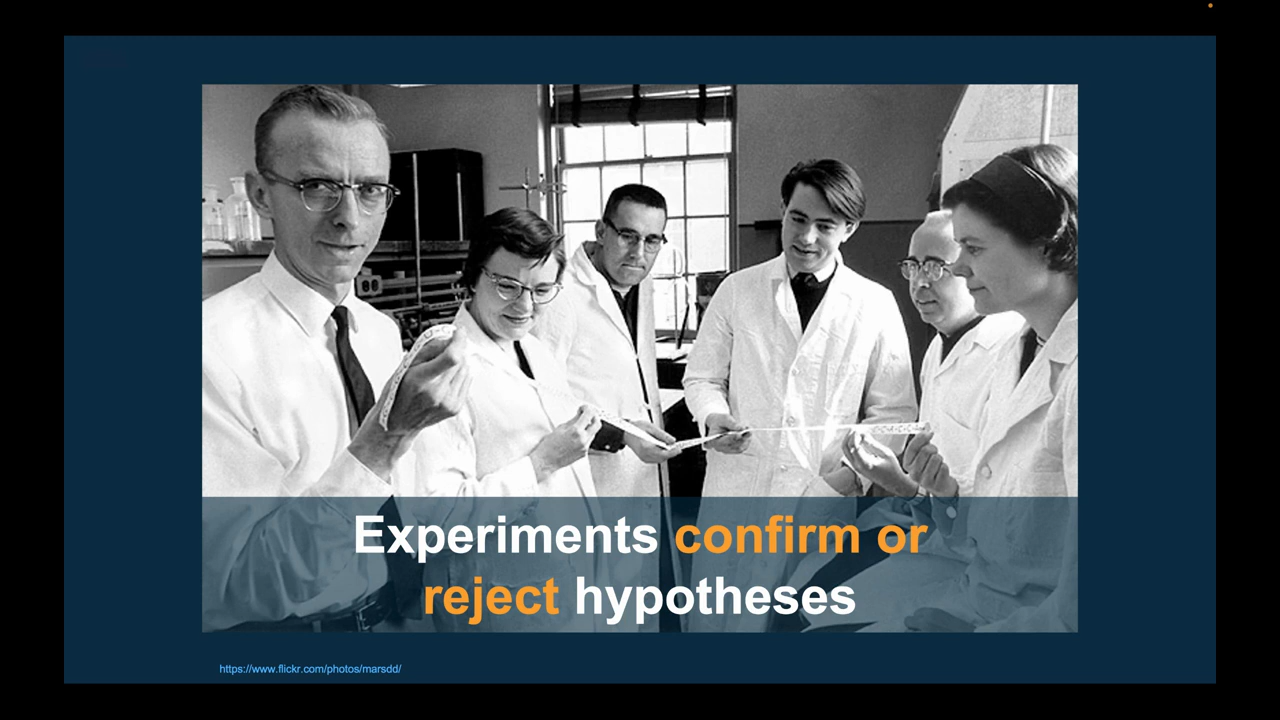 Experiments confirm or
reject hypotheses
https://www.flickr.com/photos/marsdd/